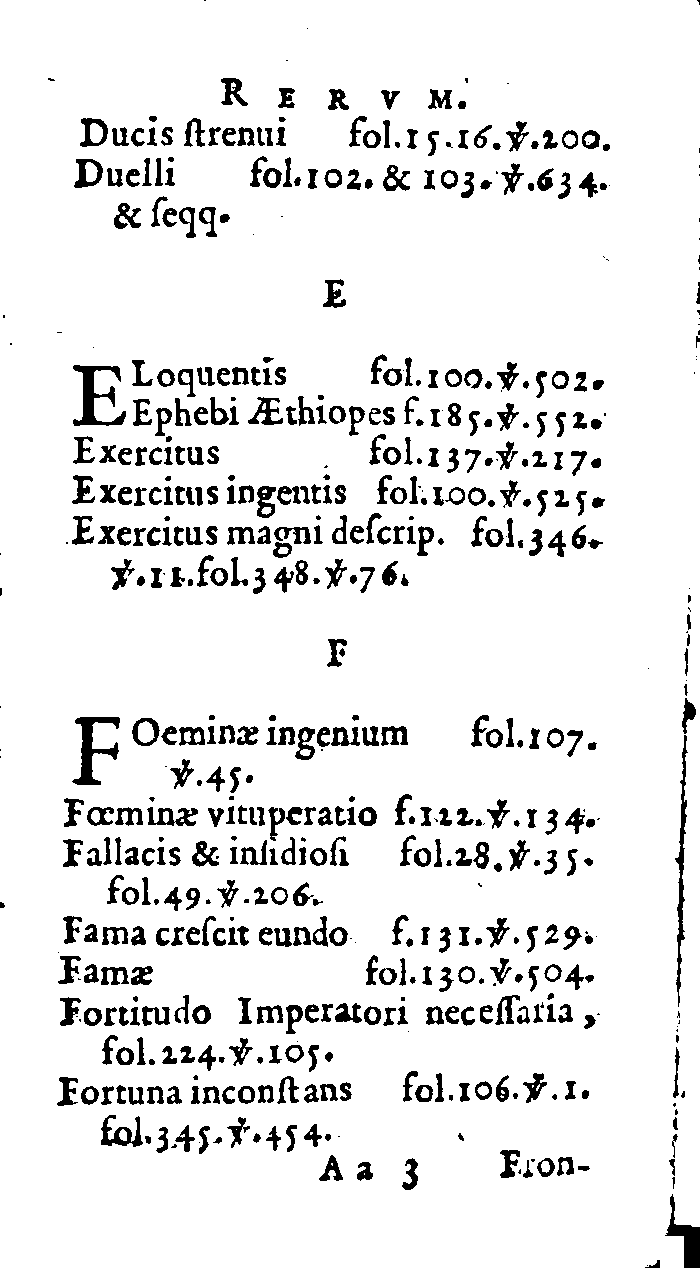 RERVM.
Ducis ſtrenui fol.15.16.℣.200.
Duelli fol.102. & 103.℣.634.
& ſeqq.
E
ELoquentis fol.100.℣.502.
Ephebi Æthiopes f.185.℣.552.
Exercitus fol.137.℣.217.
Exercitus ingentis fol.100.℣.525.
Exercitus magni deſcrip. fol.346.
℣.11.fol.348.℣.76.
F
FOeminæ ingenium fol.107.
℣.45.
Fœminæ vituperatio f.122.℣.134.
Fallacis & inſidioſi fol.28.℣.35.
fol.49.℣.206.
Fama creſcit eundo f.131.℣.529.
Famæ fol.130.℣.504.
Fortitudo Imperatori neceſſaria,
fol.224.℣.105.
Fortuna inconſtans fol.106.℣.1.
fol.345.℣.454.
Aa 3 Fron-